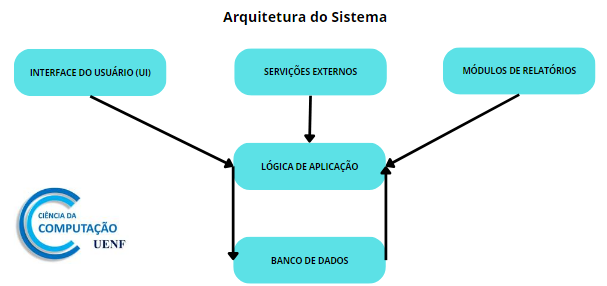 Arquitetura do Sistema
INTERFACE DO USUÁRIO (UI)
SERVIÇÕES EXTERNOS
MÓDULOS DE RELATÓRIOS
LÓGICA DE APLICAÇÃO
CIÊNCIA DA
COMPUTAÇÃO
UENF
BANCO DE DADOS